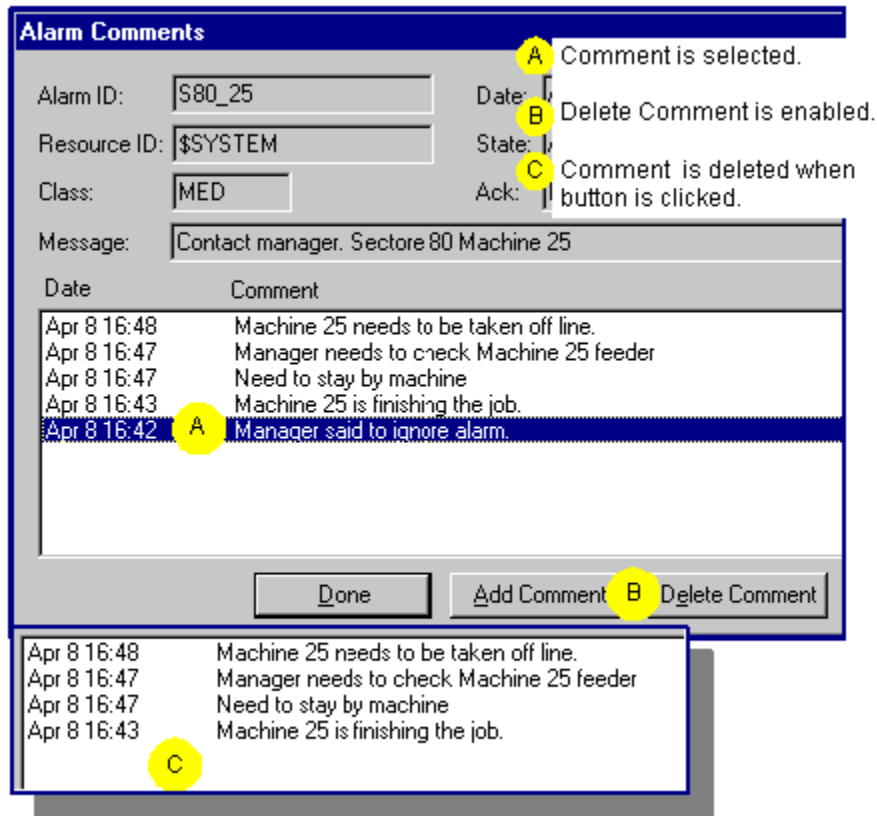 Alarm Comments
A Comment is selected.
Alarm ID: S80_25 Date:
B Delete Comment is enabled.
Resource ID: $SYSTEM State:
C Comment is deleted when
button is clicked.
Class: MED Ack:
Message: Contact manager. Sectore 80 Machine 25
Date Comment
Apr 8 16:48 Machine 25 needs to be taken off line.
Apr 8 16:47 Manager needs to check Machine 25 feeder
Apr 8 16:47 Need to stay by machine
Apr 8 16:43 Machine 25 is finishing the job.
Apr 8 16:42 A Manager said to ignore alarm.
Done Add Comment B Delete Comment
Apr 8 16:48 Machine 25 needs to be taken off line.
Apr 8 16:47 Manager needs to check Machine 25 feeder
Apr 8 16:47 Need to stay by machine
Apr 8 16:43 Machine 25 is finishing the job.
C